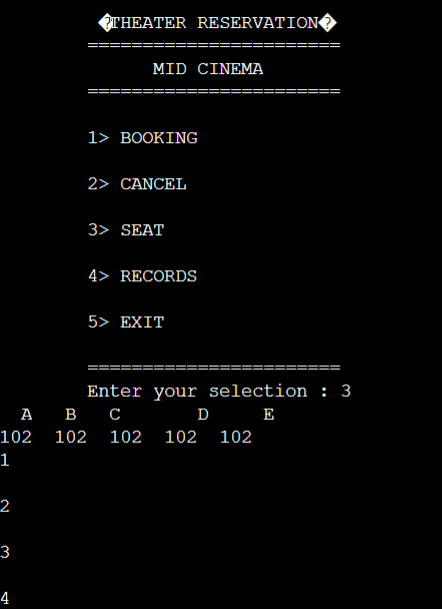 �THEATER RESERVATION�
=======================
MID CINEMA
=======================
1> BOOKING
2> CANCEL
3> SEAT
4> RECORDS
5> EXIT
=======================
Enter your selection : 3
A B C D E
102 102 102 102 102
1
2
3
4